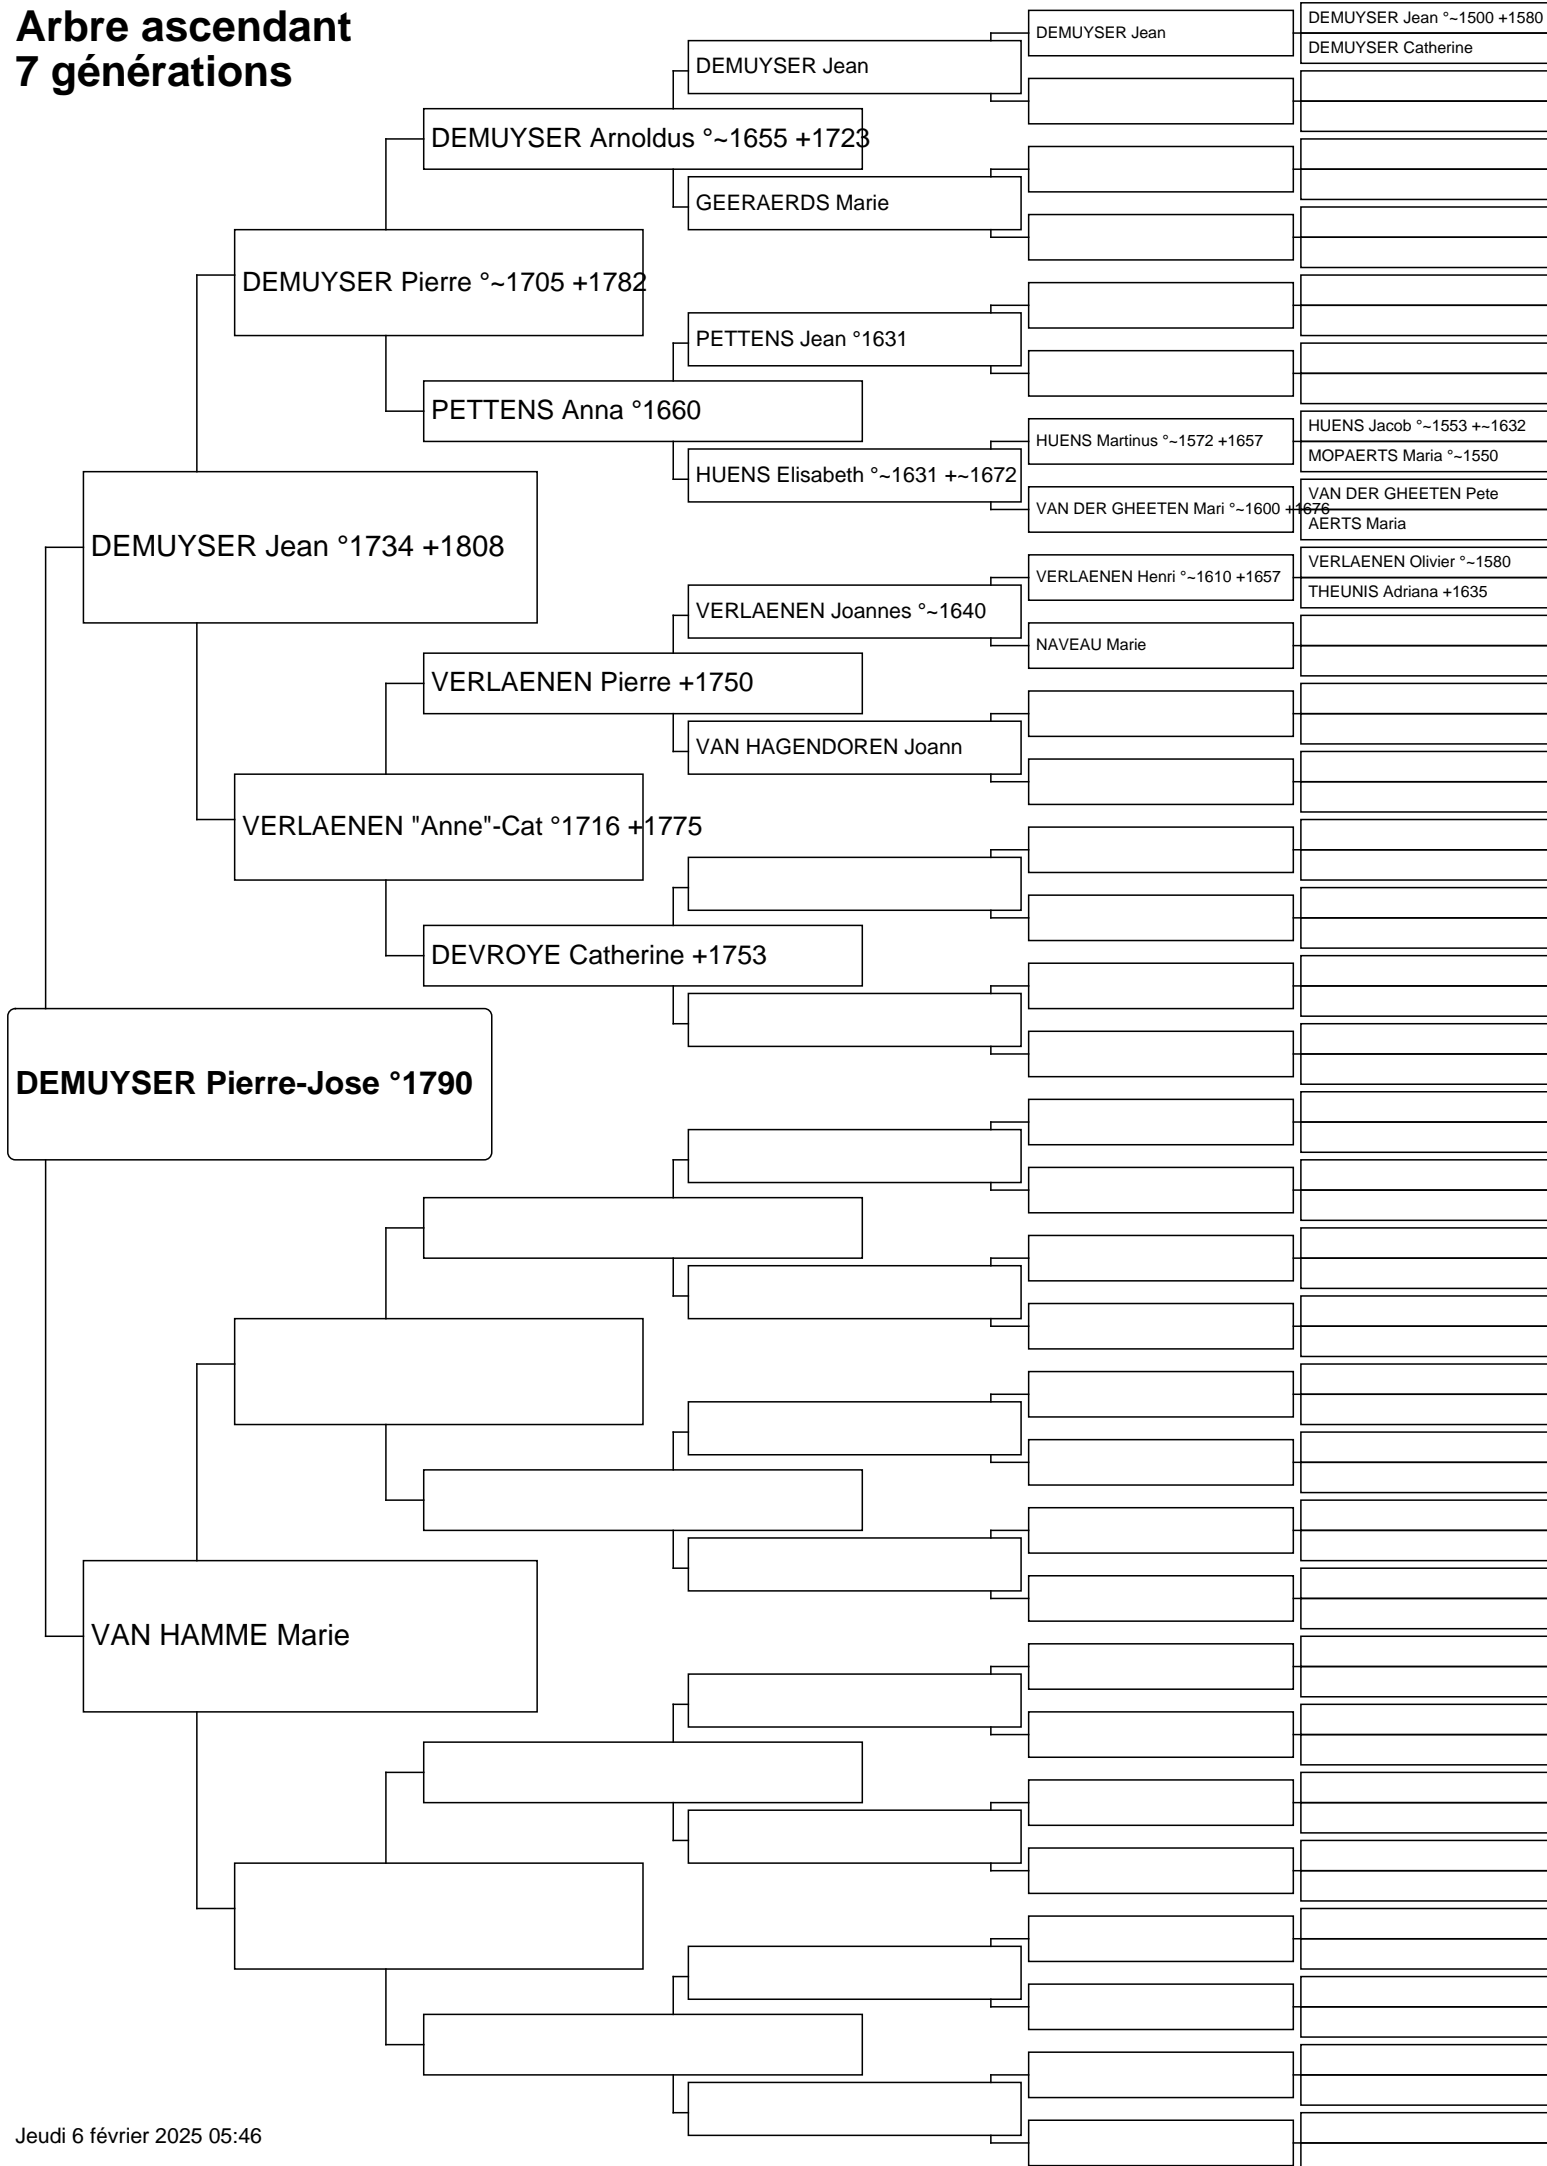 Arbre ascendant
7 générations
DEMUYSER Jean °~1500 +1580
DEMUYSER Jean
DEMUYSER Catherine
DEMUYSER Jean
DEMUYSER Arnoldus °~1655 +1723
GEERAERDS Marie
DEMUYSER Pierre °~1705 +1782
PETTENS Jean °1631
PETTENS Anna °1660
HUENS Jacob °~1553 +~1632
HUENS Martinus °~1572 +1657
MOPAERTS Maria °~1550
HUENS Elisabeth °~1631 +~1672
VAN DER GHEETEN Pete
VAN DER GHEETEN Mari °~1600 +1676
AERTS Maria
DEMUYSER Jean °1734 +1808
VERLAENEN Olivier °~1580
VERLAENEN Henri °~1610 +1657
THEUNIS Adriana +1635
VERLAENEN Joannes °~1640
NAVEAU Marie
VERLAENEN Pierre +1750
VAN HAGENDOREN Joann
VERLAENEN "Anne"-Cat °1716 +1775
DEVROYE Catherine +1753
DEMUYSER Pierre-Jose °1790
VAN HAMME Marie
Jeudi 6 février 2025 05:46